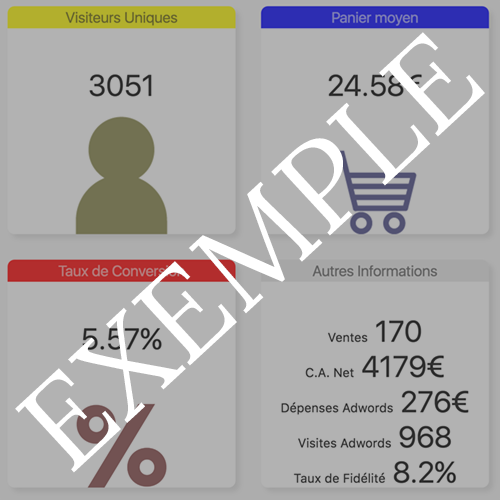 Visiteurs Uniques
3051
Panier moyen
24.58€
Taux de Conversion
5.57%
%
Autres Informations
Ventes 170
C.A. Net 4179€
Dépenses Adwords 276€
Visites Adwords 968
Taux de Fidélité 8.2%
EXEMPLE